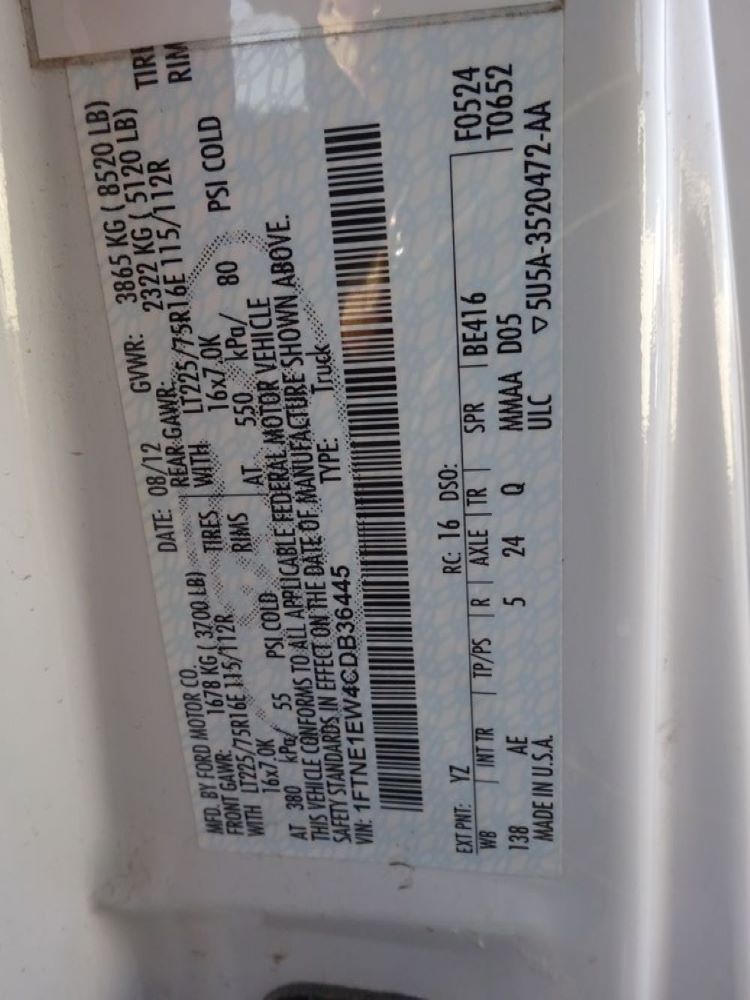 MFD. BY FORD MOTOR CO.
DATE: 08/12 GVWR: 3865 KG ( 8520 LB)
FRONT GAWR: 1678 KG ( 3700 LB) REAR GAWR: 2322 KG ( 5120 LB)
WITH LT225/75R16E 115/112R TIRES WITH LT225/75R16E 115/112R TIRE
16x7.0K RIMS 16x7.0K RIM
AT 380 kPa/ 55 PSI COLD AT 550 kPa/ 80 PSI COLD
THIS VEHICLE CONFORMS TO ALL APPLICABLE FEDERAL MOTOR VEHICLE
SAFETY STANDARDS IN EFFECT ON THE DATE OF MANUFACTURE SHOWN ABOVE.
VIN: 1FTNE1EW4CDB36445 TYPE: Truck
F0524
EXT PNT: YZ RC: 16 DSO: T0652
WB INT TR TP/PS R AXLE TR SPR BE416
138 AE 5 24 Q MMAA D05
MADE IN U.S.A. ULC ▽5U5A-3520472-AA